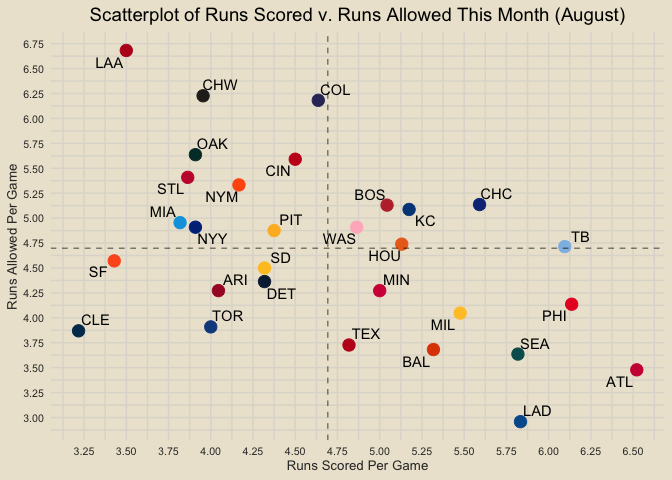 Scatterplot of Runs Scored v. Runs Allowed This Month (August)
Runs Allowed Per Game
6.75
6.50
6.25
6.00
5.75
5.50
5.25
5.00
4.75
4.50
4.25
4.00
3.75
3.50
3.25
3.00
LAA
CHW
COL
OAK
CIN
STL
NYM
BOS
CHC
MIA
PIT
KC
NYY
WAS
TB
HOU
SF
SD
ARI
DET
MIN
CLE
TOR
MIL
PHI
TEX
SEA
BAL
ATL
LAD
3.25 3.50 3.75 4.00 4.25 4.50 4.75 5.00 5.25 5.50 5.75 6.00 6.25 6.50
Runs Scored Per Game